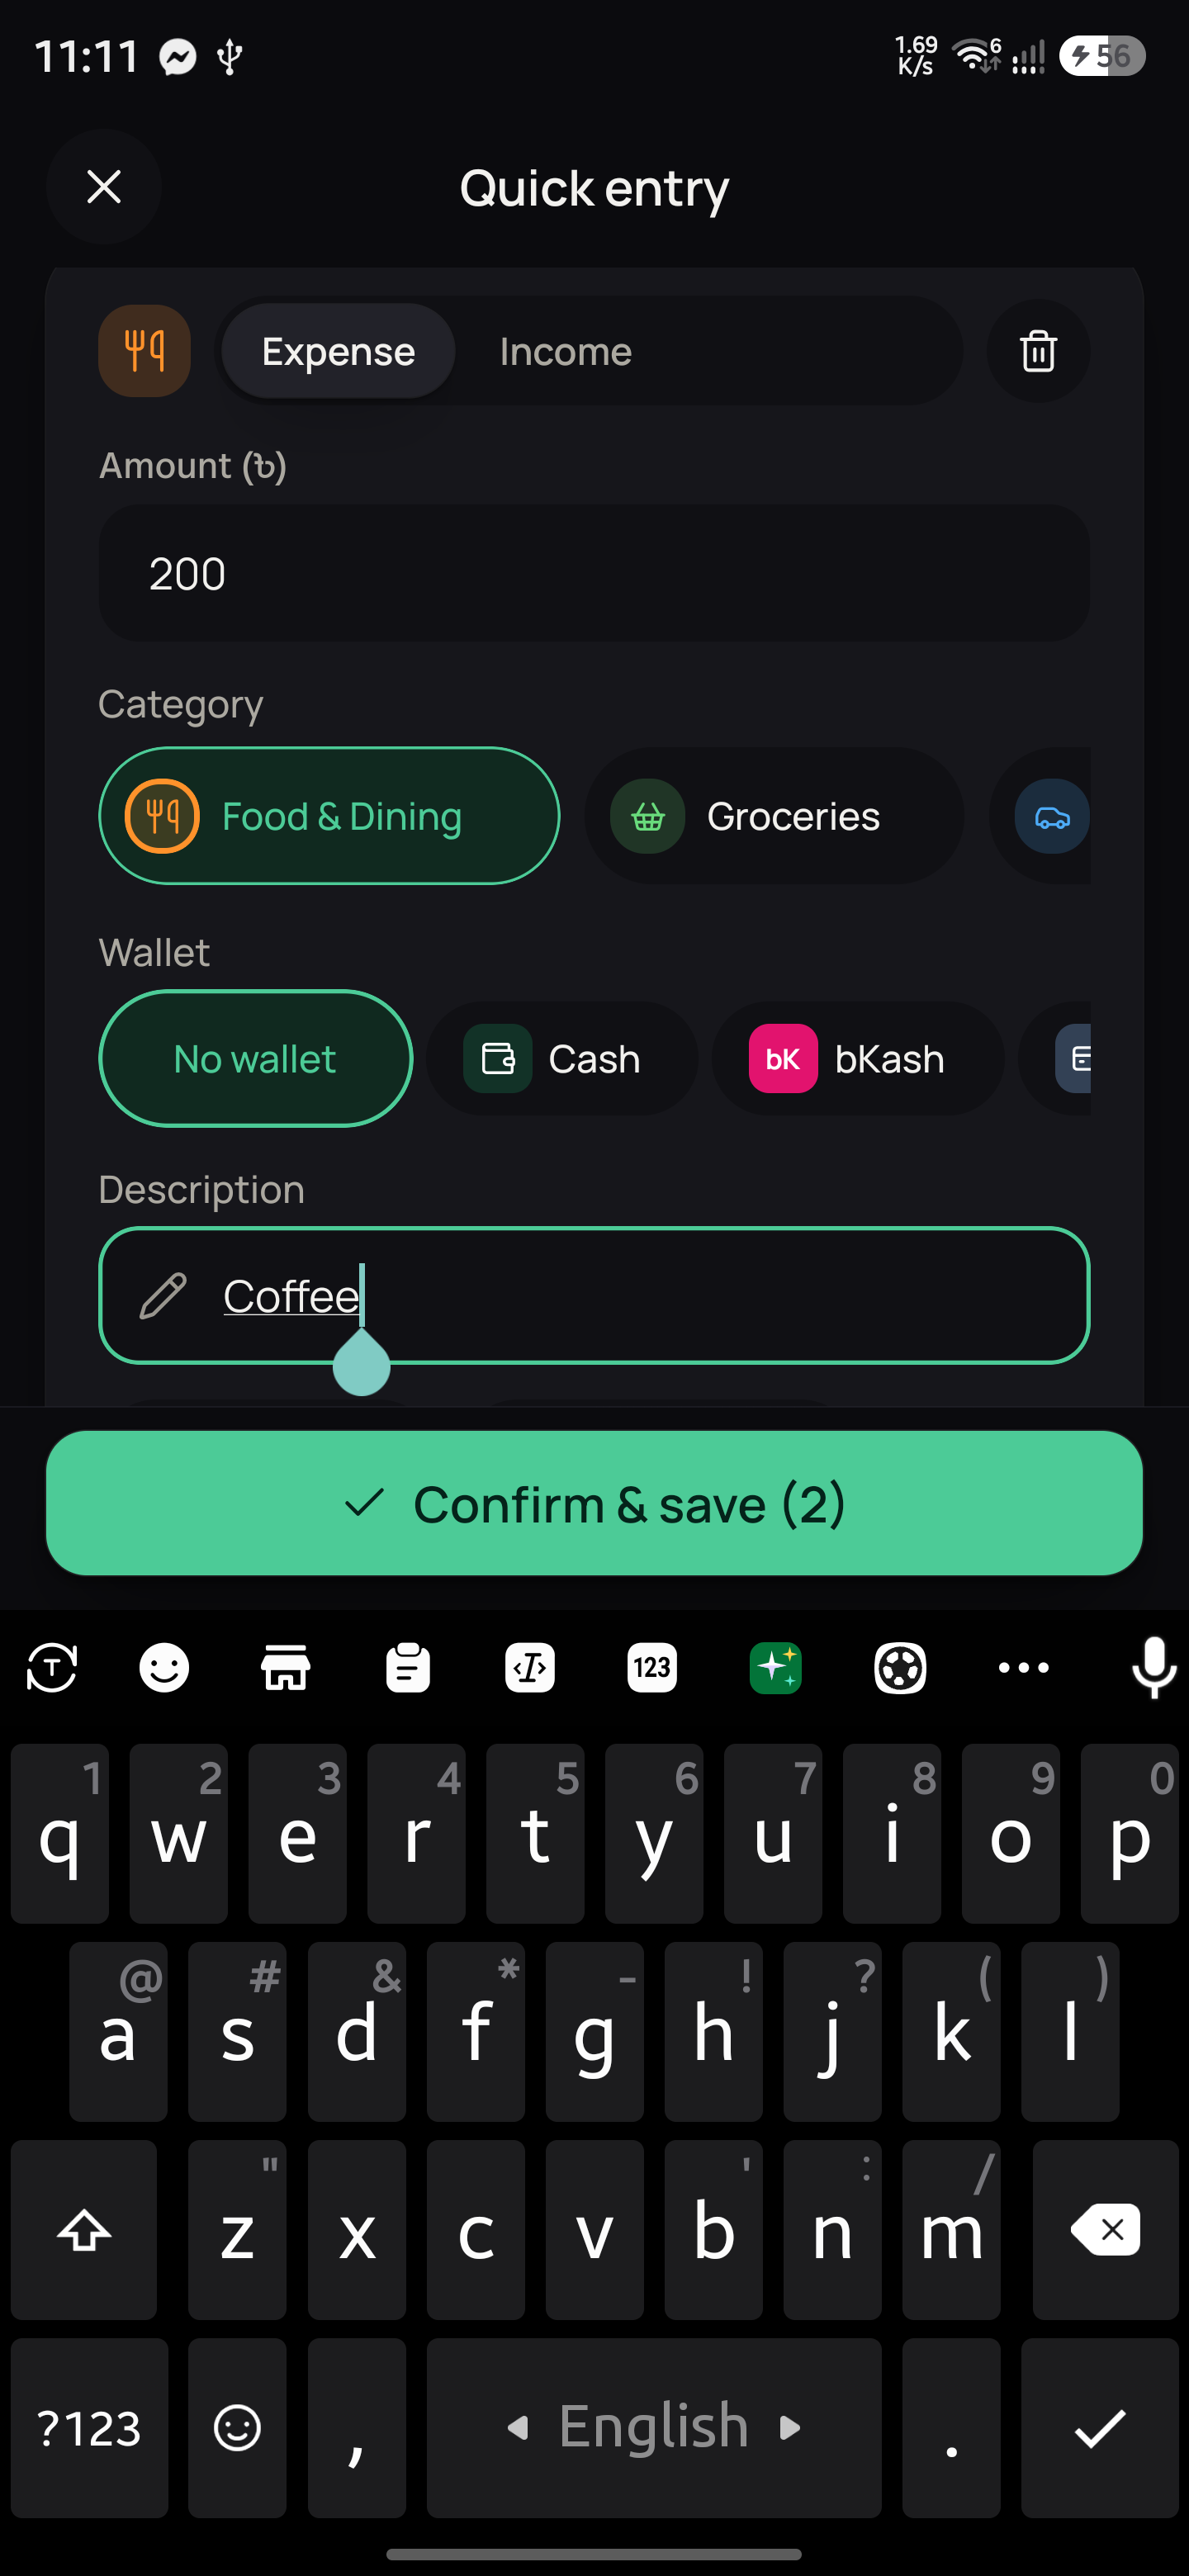 11:11
1.69 K/s
6
56
Quick entry
Expense Income
Amount (৳)
200
Category
Food & Dining Groceries
Wallet
No wallet Cash bK bKash
Description
Coffee
Confirm & save (2)
T 123
1 2 3 4 5 6 7 8 9 0
q w e r t y u i o p
@ # & * - ! ? ( )
a s d f g h j k l
" ' : /
z x c v b n m
?123 , English .